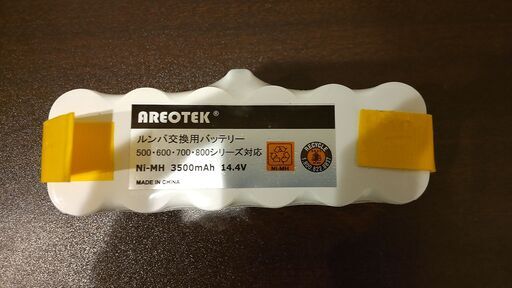 AREOTEK®
ルンバ交換用バッテリー
500・600・700・800シリーズ対応
Ni-MH 3500mAh 14.4V
MADE IN CHINA
NI-MH
RECYCLE